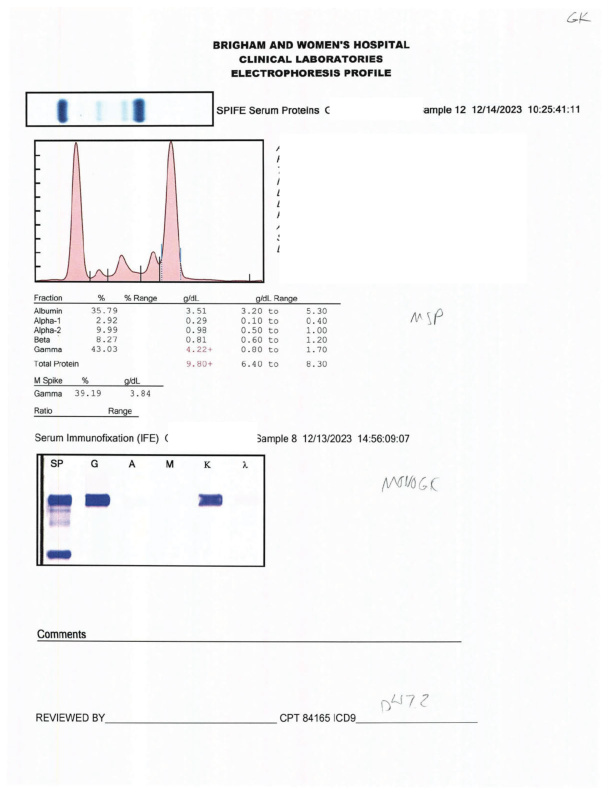 GK
BRIGHAM AND WOMEN'S HOSPITAL
CLINICAL LABORATORIES
ELECTROPHORESIS PROFILE
SPIFE Serum Proteins ample 12 12/14/2023 10:25:41:11
Fraction % % Range g/dL g/dL Range
Albumin 35.79 3.51 3.20 to 5.30
Alpha-1 2.92 0.29 0.10 to 0.40
Alpha-2 9.99 0.98 0.50 to 1.00
Beta 8.27 0.81 0.60 to 1.20
Gamma 43.03 4.22+ 0.80 to 1.70
MSP
Total Protein 9.80+ 6.40 to 8.30
M Spike % g/dL
Gamma 39.19 3.84
Ratio Range
Serum Immunofixation (IFE) Sample 8 12/13/2023 14:56:09:07
SP G A M K λ
MONOGK
Comments
D472
REVIEWED BY CPT 84165 ICD9